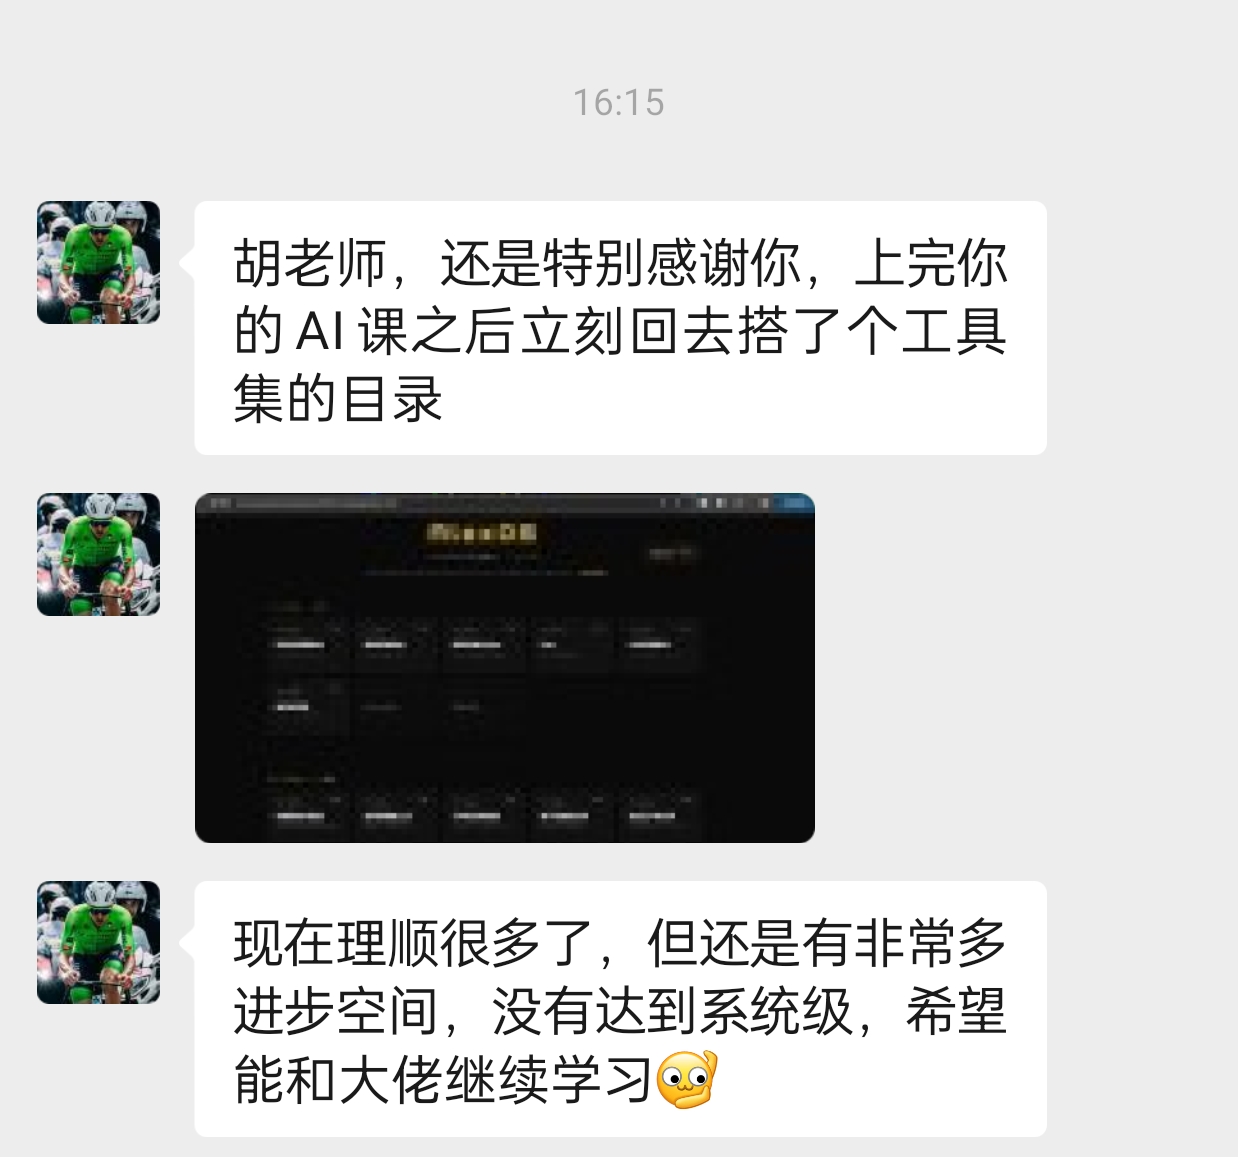 16:15
胡老师，还是特别感谢你，上完你
的 AI 课之后立刻回去搭了个工具
集的目录
现在理顺很多了，但还是有非常多
进步空间，没有达到系统级，希望
能和大佬继续学习